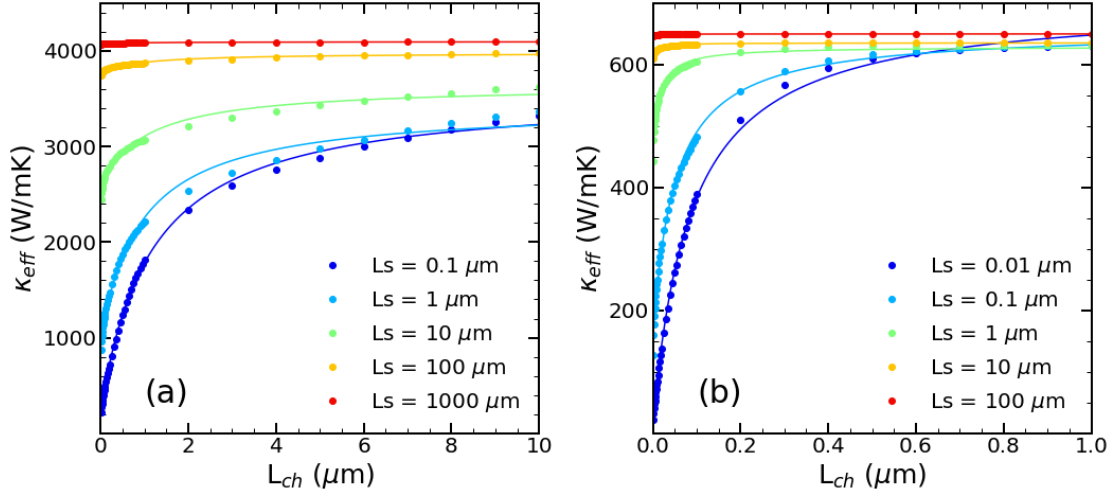 4000
3000
2000
1000
κeff (W/mK)
Ls = 0.1 μm
Ls = 1 μm
Ls = 10 μm
Ls = 100 μm
Ls = 1000 μm
(a)
0 2 4 6 8 10
Lch (μm)
600
400
200
κeff (W/mK)
Ls = 0.01 μm
Ls = 0.1 μm
Ls = 1 μm
Ls = 10 μm
Ls = 100 μm
(b)
0.0 0.2 0.4 0.6 0.8 1.0
Lch (μm)